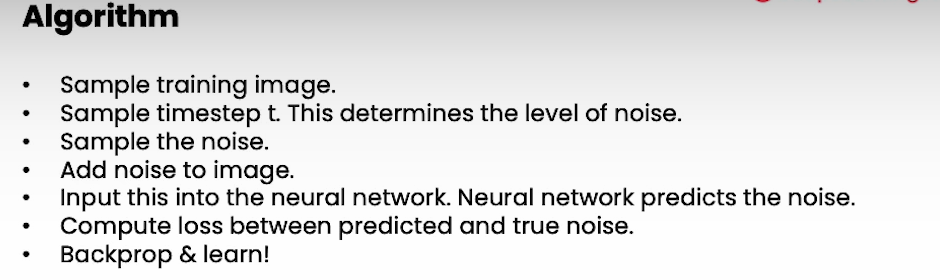 Algorithm
• Sample training image.
• Sample timestep t. This determines the level of noise.
• Sample the noise.
• Add noise to image.
• Input this into the neural network. Neural network predicts the noise.
• Compute loss between predicted and true noise.
• Backprop & learn!